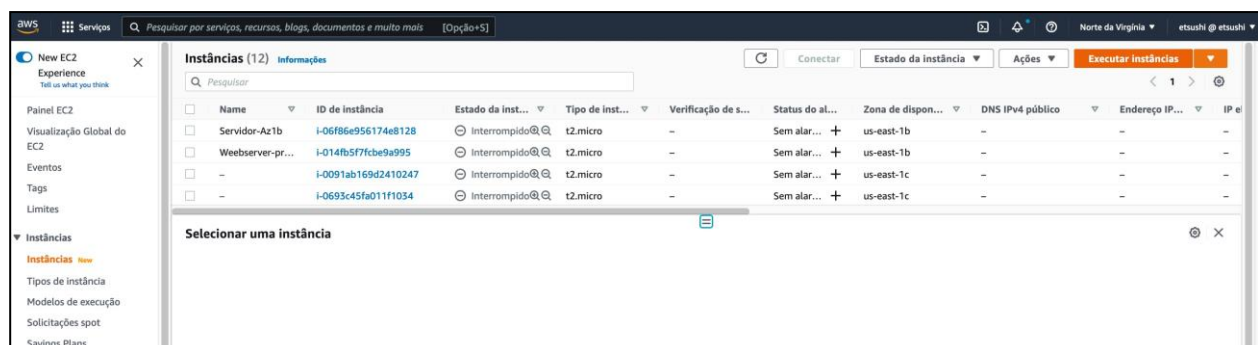 aws Serviços Pesquisar por serviços, recursos, blogs, documentos e muito mais [Opção+S] Norte da Virgínia etsushi @ etsushi
New EC2
Experience
Tell us what you think
Painel EC2
Visualização Global do
EC2
Eventos
Tags
Limites
Instâncias
Instâncias New
Tipos de instância
Modelos de execução
Solicitações spot
Savings Plans
Instâncias (12) Informações Conectar Estado da instância Ações Executar instâncias
Pesquisar 1
Name ID de instância Estado da inst... Tipo de inst... Verificação de s... Status do al... Zona de dispon... DNS IPv4 público Endereço IP... IP el
Servidor-Az1b i-06f86e956174e8128 Interrompido t2.micro – Sem alar... + us-east-1b – – –
Weebserver-pr... i-014fb5f7fcbe9a995 Interrompido t2.micro – Sem alar... + us-east-1b – – –
– i-0091ab169d2410247 Interrompido t2.micro – Sem alar... + us-east-1c – – –
– i-0693c45fa011f1034 Interrompido t2.micro – Sem alar... + us-east-1c – – –
Selecionar uma instância